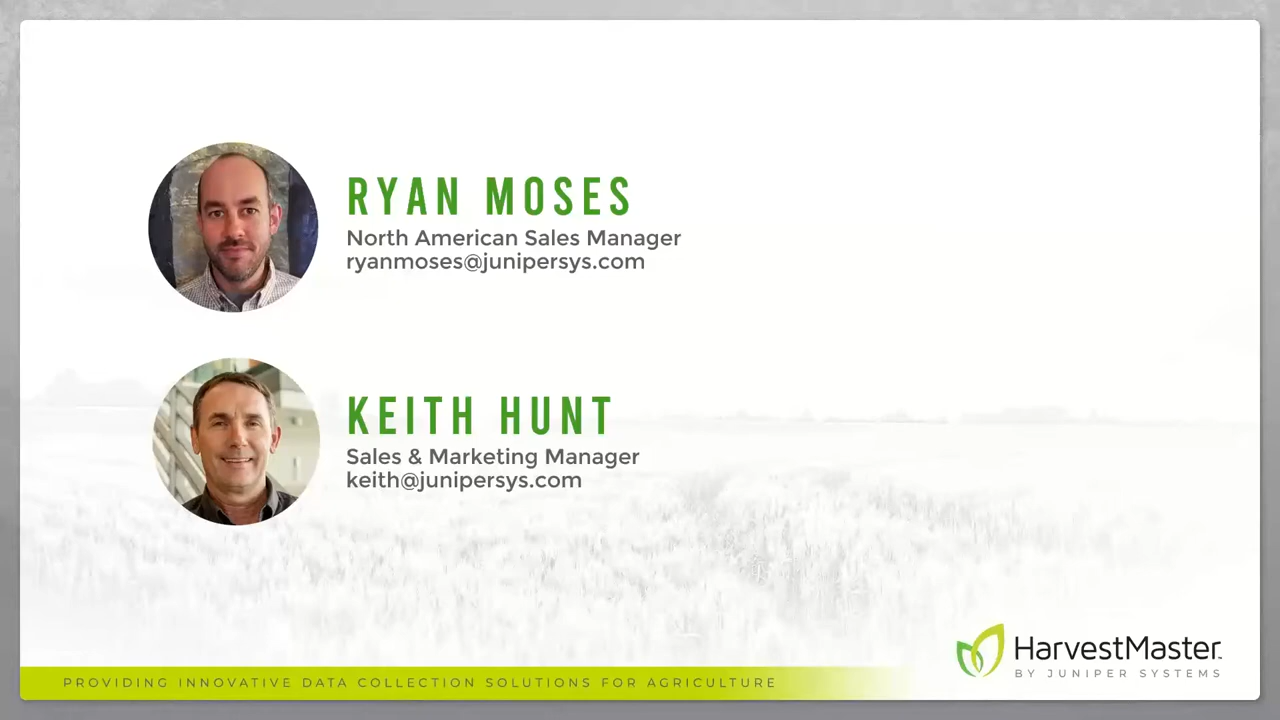 RYAN MOSES
North American Sales Manager
ryanmoses@junipersys.com
KEITH HUNT
Sales & Marketing Manager
keith@junipersys.com
HarvestMaster™
BY JUNIPER SYSTEMS
PROVIDING INNOVATIVE DATA COLLECTION SOLUTIONS FOR AGRICULTURE